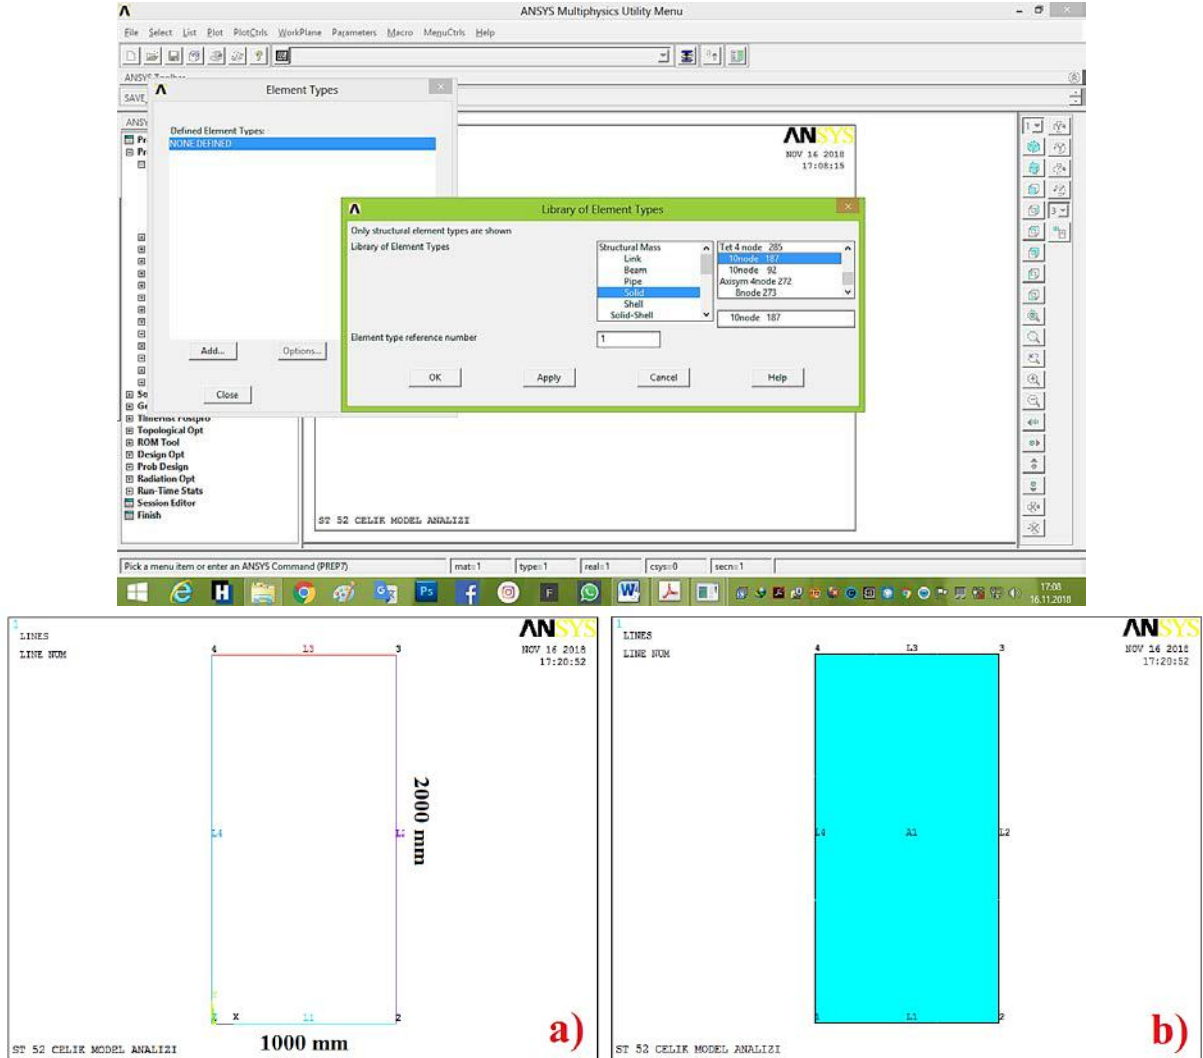 ANSYS Multiphysics Utility Menu
File Select List Plot PlotCtrls WorkPlane Parameters Macro MenuCtrls Help
SAVE
Element Types
Defined Element Types:
NONE DEFINED
Add... Options...
Close
Library of Element Types
Only structural element types are shown
Library of Element Types
Structural Mass
Link
Beam
Pipe
Solid
Shell
Solid-Shell
Tet 4 node 285
10node 187
10node 92
Axisym 4node 272
8node 273
10node 187
Element type reference number
1
OK Apply Cancel Help
ANSYS
NOV 16 2018
17:08:15
Topological Opt
ROM Tool
Design Opt
Prob Design
Radiation Opt
Run-Time Stats
Session Editor
Finish
ST 52 CELIK MODEL ANALIZI
1
3
Pick a menu item or enter an ANSYS Command (PREP7) mat=1 type=1 real=1 csys=0 secn=1
17:08
16.11.2018
1
LINES
LINE NUM
ANSYS
NOV 16 2018
17:20:52
4 L3 3
L4
2000 mm
X L1 2
1000 mm
ST 52 CELIK MODEL ANALIZI
a)
1
LINES
LINE NUM
ANSYS
NOV 16 2018
17:20:52
4 L3 3
L4 A1 L2
1 L1 2
ST 52 CELIK MODEL ANALIZI
b)